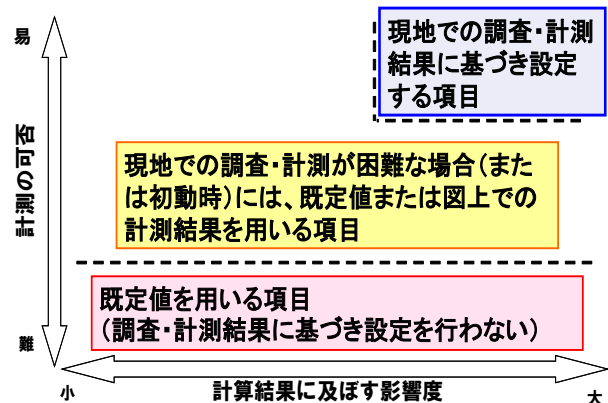 易
現地での調査・計測
結果に基づき設定
する項目
計測の可否
現地での調査・計測が困難な場合(また
は初動時)には、既定値または図上での
計測結果を用いる項目
既定値を用いる項目
(調査・計測結果に基づき設定を行わない)
難
小
計算結果に及ぼす影響度
大